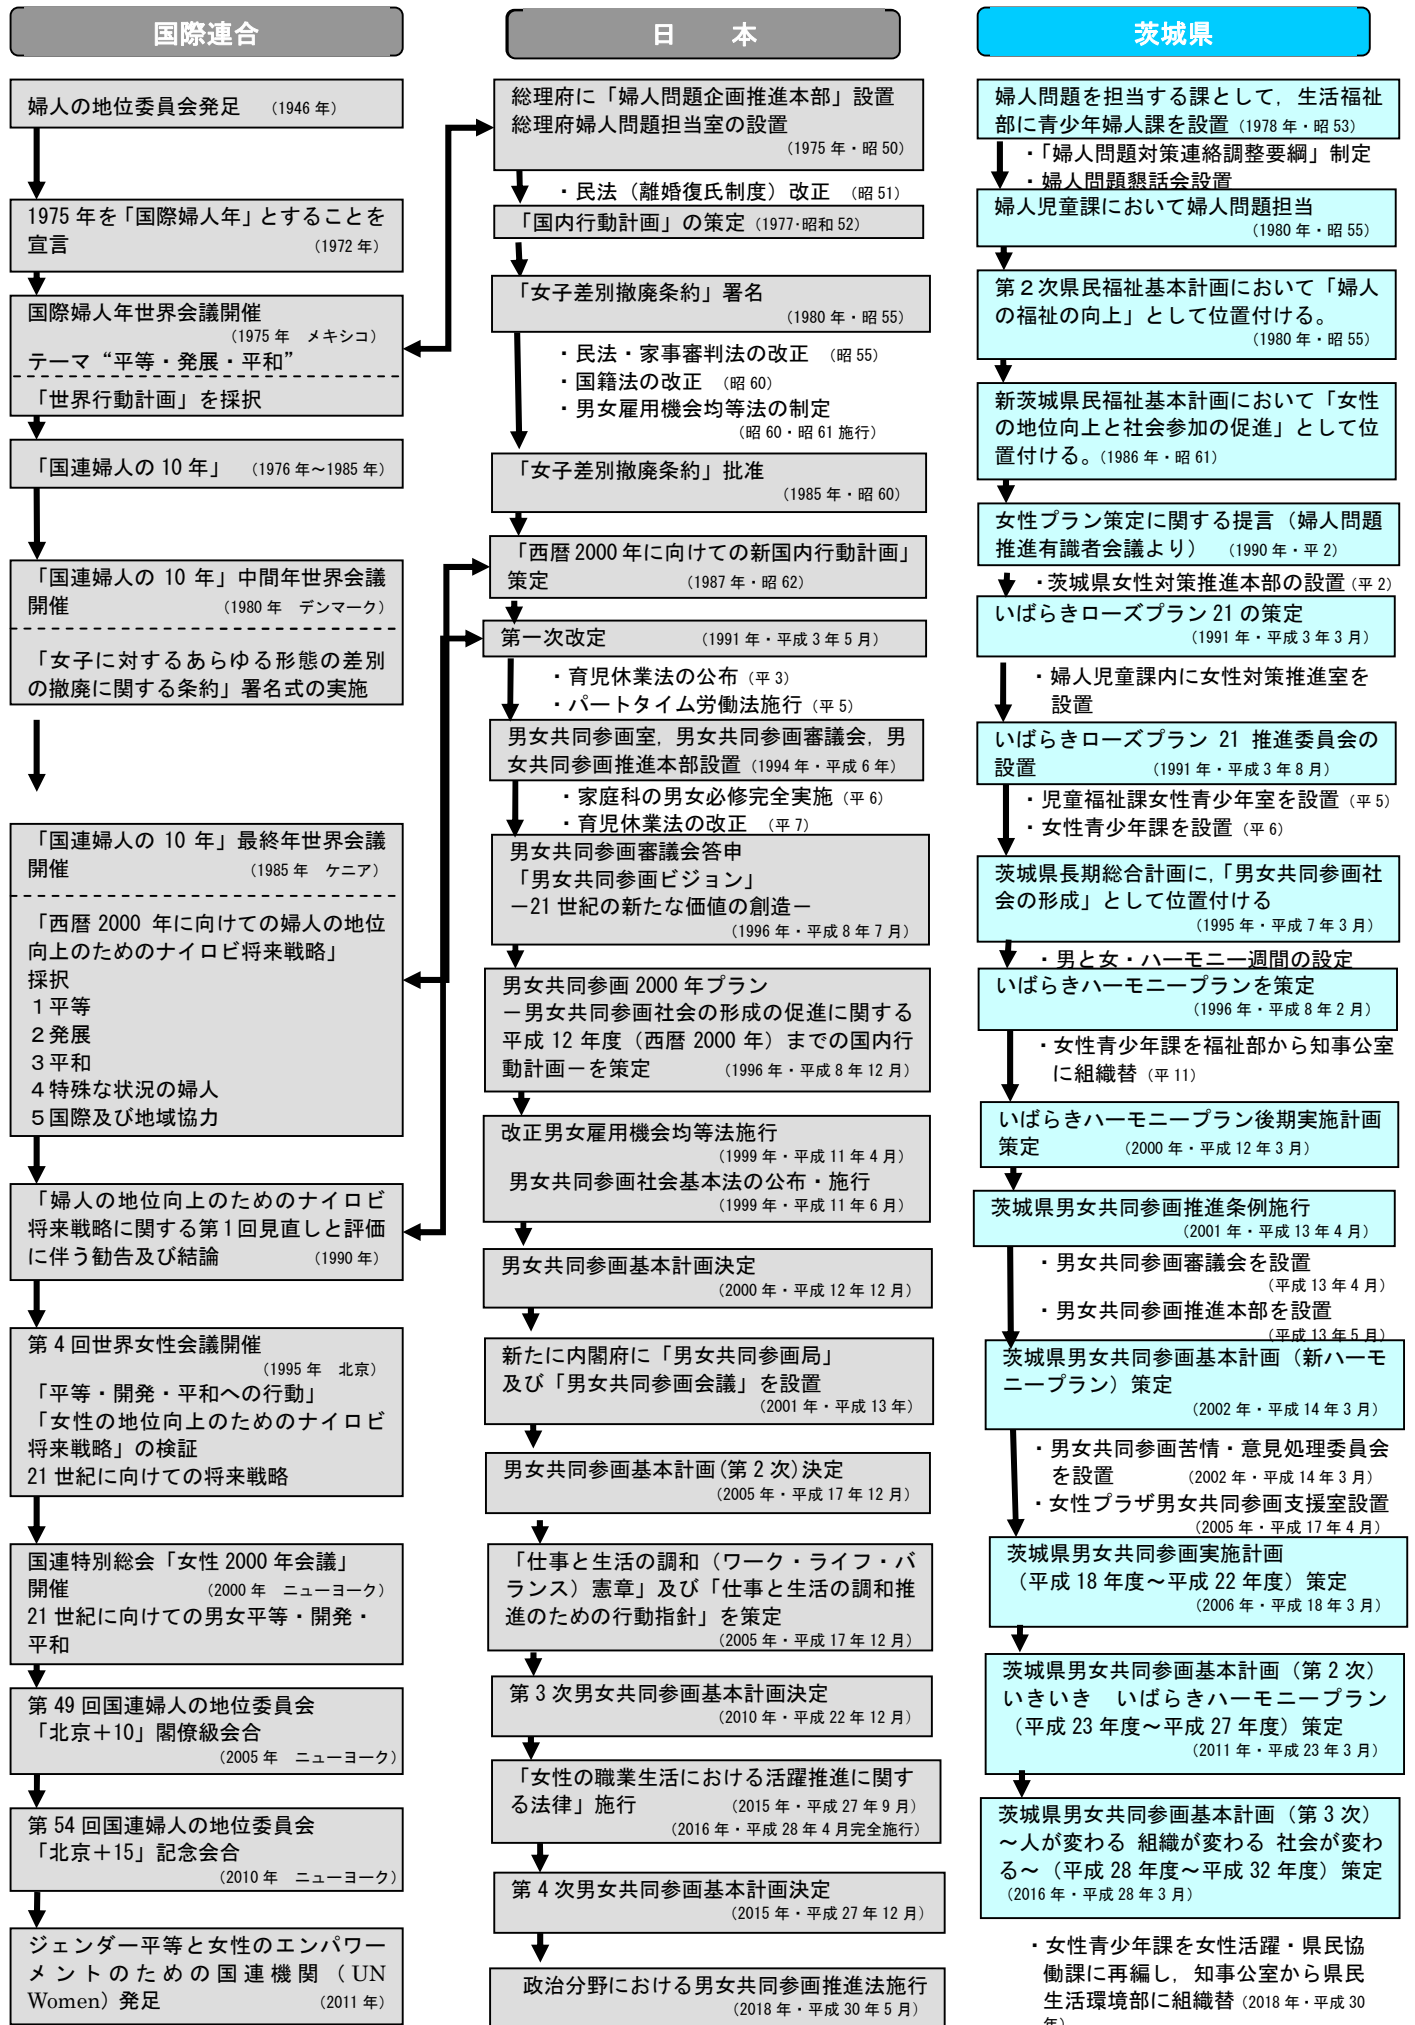 国際連合
婦人の地位委員会発足 （1946 年）
1975 年を「国際婦人年」とすることを
宣言 （1972 年）
国際婦人年世界会議開催
（1975 年　メキシコ）
テーマ “平等・発展・平和”
「世界行動計画」を採択
「国連婦人の 10 年」 （1976 年～1985 年）
「国連婦人の 10 年」中間年世界会議
開催 （1980 年　デンマーク）
「女子に対するあらゆる形態の差別
の撤廃に関する条約」署名式の実施
「国連婦人の 10 年」最終年世界会議
開催 （1985 年　ケニア）
「西暦 2000 年に向けての婦人の地位
向上のためのナイロビ将来戦略」
採択
１平等
２発展
３平和
４特殊な状況の婦人
５国際及び地域協力
「婦人の地位向上のためのナイロビ
将来戦略に関する第1回見直しと評価
に伴う勧告及び結論 （1990 年）
第 4 回世界女性会議開催
（1995 年　北京）
「平等・開発・平和への行動」
「女性の地位向上のためのナイロビ
将来戦略」の検証
21 世紀に向けての将来戦略
国連特別総会「女性 2000 年会議」
開催 （2000 年　ニューヨーク）
21 世紀に向けての男女平等・開発・
平和
第 49 回国連婦人の地位委員会
「北京＋10」閣僚級会合
（2005 年　ニューヨーク）
第 54 回国連婦人の地位委員会
「北京＋15」記念会合
（2010 年　ニューヨーク）
ジェンダー平等と女性のエンパワー
メントのための国連機関（UN
Women）発足 （2011 年）
日　　本
総理府に「婦人問題企画推進本部」設置
総理府婦人問題担当室の設置
（1975 年・昭 50）
・民法（離婚復氏制度）改正 （昭 51）
「国内行動計画」の策定（1977･昭和 52）
「女子差別撤廃条約」署名
（1980 年・昭 55）
・民法・家事審判法の改正 （昭 55）
・国籍法の改正 （昭 60）
・男女雇用機会均等法の制定
（昭 60・昭 61 施行）
「女子差別撤廃条約」批准
（1985 年・昭 60）
「西暦 2000 年に向けての新国内行動計画」
策定 （1987 年・昭 62）
第一次改定 （1991 年・平成 3 年 5 月）
・育児休業法の公布（平 3）
・パートタイム労働法施行（平 5）
男女共同参画室，男女共同参画審議会，男
女共同参画推進本部設置（1994 年・平成 6 年）
・家庭科の男女必修完全実施（平 6）
・育児休業法の改正 （平 7）
男女共同参画審議会答申
「男女共同参画ビジョン」
－21 世紀の新たな価値の創造－
（1996 年・平成 8 年 7 月）
男女共同参画 2000 年プラン
－男女共同参画社会の形成の促進に関する
平成 12 年度（西暦 2000 年）までの国内行
動計画－を策定 （1996 年・平成 8 年 12 月）
改正男女雇用機会均等法施行
（1999 年・平成 11 年 4 月）
男女共同参画社会基本法の公布・施行
（1999 年・平成 11 年 6 月）
男女共同参画基本計画決定
（2000 年・平成 12 年 12 月）
新たに内閣府に「男女共同参画局」
及び「男女共同参画会議」を設置
（2001 年・平成 13 年）
男女共同参画基本計画(第 2 次)決定
（2005 年・平成 17 年 12 月）
「仕事と生活の調和（ワーク・ライフ・バ
ランス）憲章」及び「仕事と生活の調和推
進のための行動指針」を策定
（2005 年・平成 17 年 12 月）
第 3 次男女共同参画基本計画決定
（2010 年・平成 22 年 12 月）
「女性の職業生活における活躍推進に関す
る法律」施行 （2015 年・平成 27 年 9 月）
（2016 年・平成 28 年 4 月完全施行）
第 4 次男女共同参画基本計画決定
（2015 年・平成 27 年 12 月）
政治分野における男女共同参画推進法施行
（2018 年・平成 30 年 5 月）
茨城県
婦人問題を担当する課として，生活福祉
部に青少年婦人課を設置（1978 年・昭 53）
・「婦人問題対策連絡調整要綱」制定
・婦人問題懇話会設置
婦人児童課において婦人問題担当
（1980 年・昭 55）
第２次県民福祉基本計画において「婦人
の福祉の向上」として位置付ける。
（1980 年・昭 55）
新茨城県民福祉基本計画において「女性
の地位向上と社会参加の促進」として位
置付ける。（1986 年・昭 61）
女性プラン策定に関する提言（婦人問題
推進有識者会議より） （1990 年・平 2）
・茨城県女性対策推進本部の設置（平 2）
いばらきローズプラン 21 の策定
（1991 年・平成 3 年 3 月）
・婦人児童課内に女性対策推進室を
設置
いばらきローズプラン 21 推進委員会の
設置 （1991 年・平成 3 年 8 月）
・児童福祉課女性青少年室を設置（平 5）
・女性青少年課を設置（平 6）
茨城県長期総合計画に,「男女共同参画社
会の形成」として位置付ける
（1995 年・平成 7 年 3 月）
・男と女・ハーモニー週間の設定
いばらきハーモニープランを策定
（1996 年・平成 8 年 2 月）
・女性青少年課を福祉部から知事公室
に組織替（平 11）
いばらきハーモニープラン後期実施計画
策定 （2000 年・平成 12 年 3 月）
茨城県男女共同参画推進条例施行
（2001 年・平成 13 年 4 月）
・男女共同参画審議会を設置
（平成 13 年 4 月）
・男女共同参画推進本部を設置
（平成 13 年 5 月）
茨城県男女共同参画基本計画（新ハーモ
ニープラン）策定
（2002 年・平成 14 年 3 月）
・男女共同参画苦情・意見処理委員会
を設置 （2002 年・平成 14 年 3 月）
・女性プラザ男女共同参画支援室設置
（2005 年・平成 17 年 4 月）
茨城県男女共同参画実施計画
（平成 18 年度～平成 22 年度）策定
（2006 年・平成 18 年 3 月）
茨城県男女共同参画基本計画（第 2 次）
いきいき　いばらきハーモニープラン
（平成 23 年度～平成 27 年度）策定
（2011 年・平成 23 年 3 月）
茨城県男女共同参画基本計画（第 3 次）
～人が変わる 組織が変わる 社会が変わ
る～（平成 28 年度～平成 32 年度）策定
（2016 年・平成 28 年 3 月）
・女性青少年課を女性活躍・県民協
働課に再編し，知事公室から県民
生活環境部に組織替（2018 年・平成 30
年）